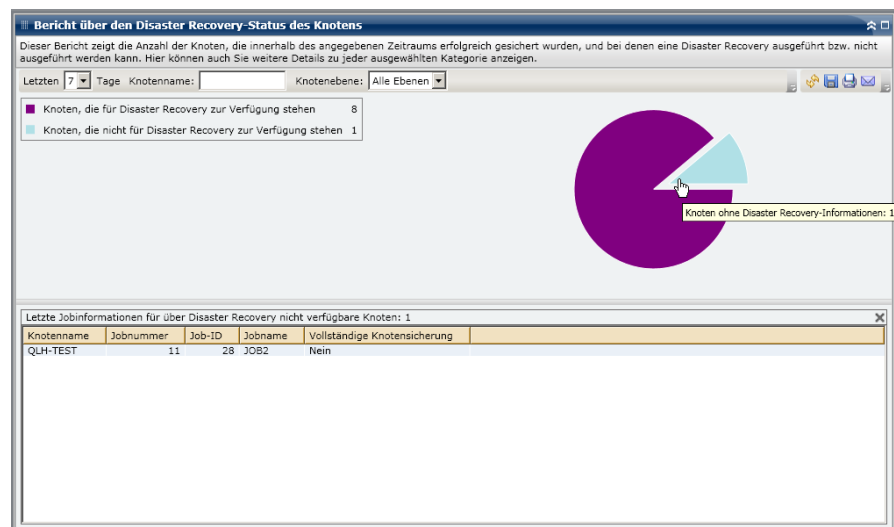 Bericht über den Disaster Recovery-Status des Knotens
Dieser Bericht zeigt die Anzahl der Knoten, die innerhalb des angegebenen Zeitraums erfolgreich gesichert wurden, und bei denen eine Disaster Recovery ausgeführt bzw. nicht
ausgeführt werden kann. Hier können auch Sie weitere Details zu jeder ausgewählten Kategorie anzeigen.
Letzten 7 Tage Knotenname: Knotenebene: Alle Ebenen
Knoten, die für Disaster Recovery zur Verfügung stehen 8
Knoten, die nicht für Disaster Recovery zur Verfügung stehen 1
Knoten ohne Disaster Recovery-Informationen: 1
Letzte Jobinformationen für über Disaster Recovery nicht verfügbare Knoten: 1
Knotenname Jobnummer Job-ID Jobname Vollständige Knotensicherung
QLH-TEST 11 28 JOB2 Nein